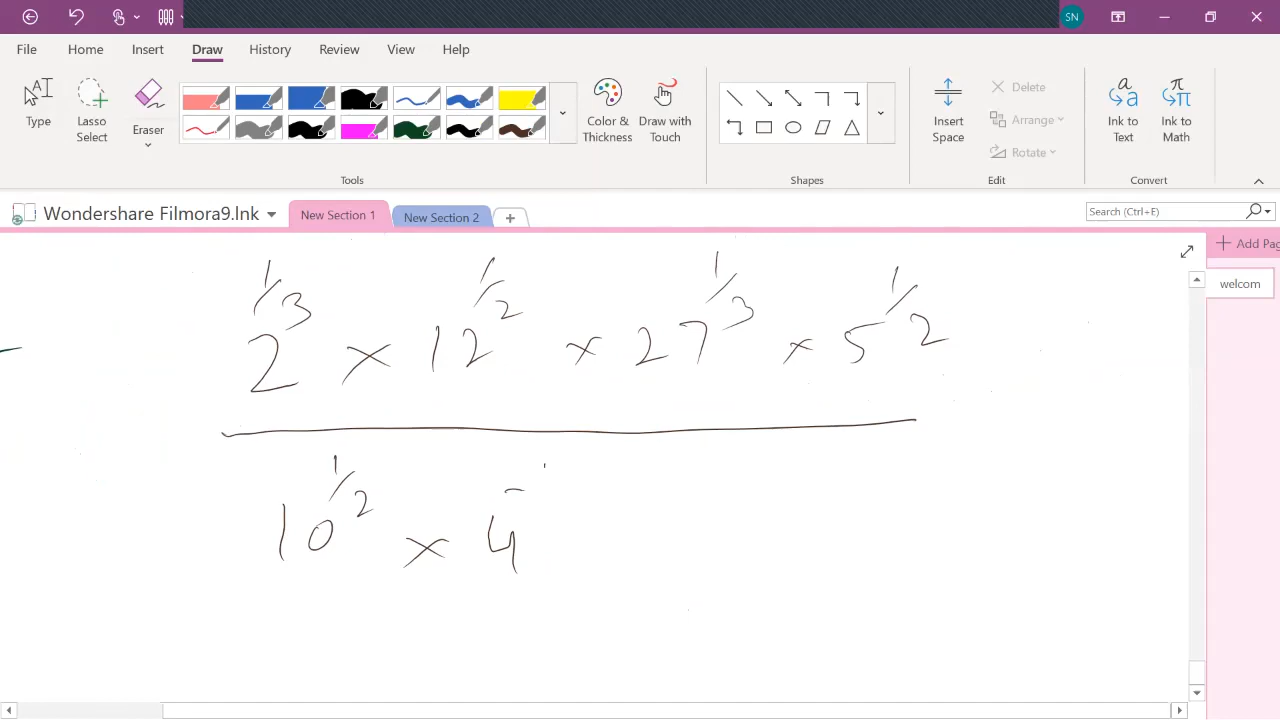 SN
File Home Insert Draw History Review View Help
Type
Lasso Select
Eraser
Color & Thickness
Draw with Touch
Insert Space
Delete
Arrange
Rotate
Ink to Text
Ink to Math
Tools Shapes Edit Convert
Wondershare Filmora9.lnk New Section 1 New Section 2 Search (Ctrl+E)
Add Pag
welcom
2^1/3 × 12^1/2 × 27^1/3 × 5^1/2
10^1/2 × 4^-